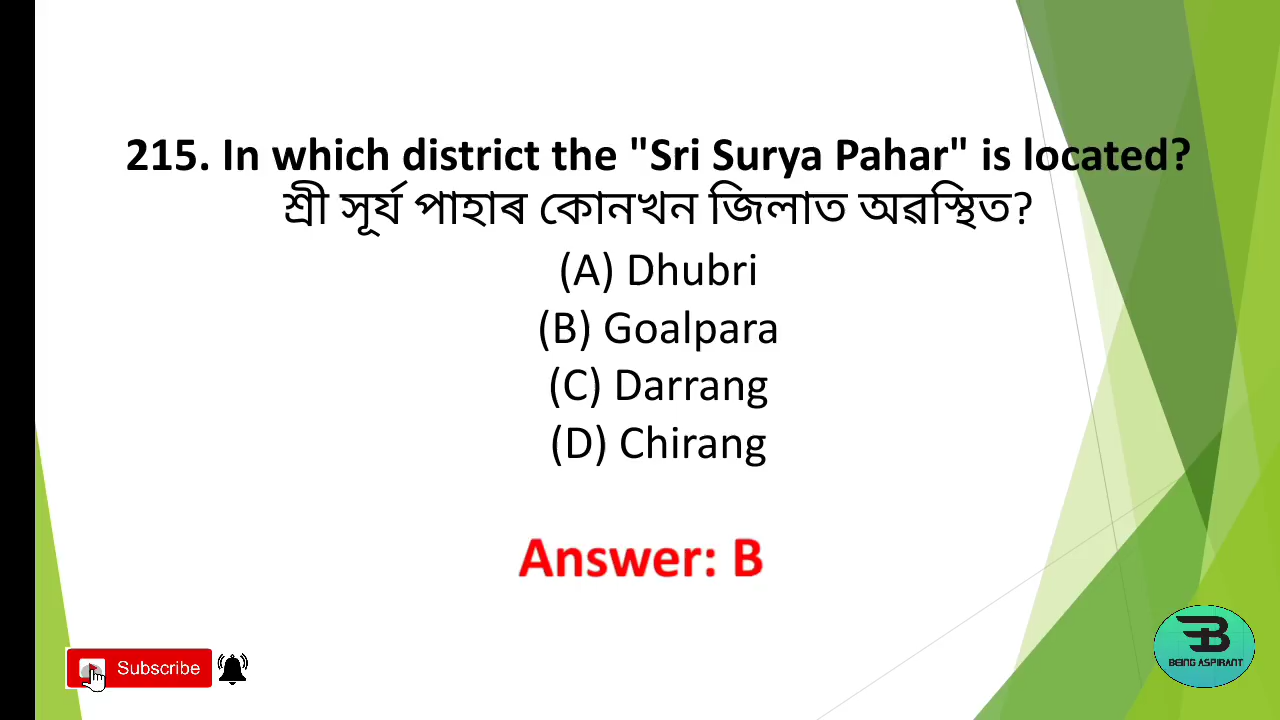 215. In which district the "Sri Surya Pahar" is located?
শ্ৰী সূৰ্য পাহাৰ কোনখন জিলাত অৱস্থিত?
(A) Dhubri
(B) Goalpara
(C) Darrang
(D) Chirang
Answer: B
Subscribe
BEING ASPIRANT